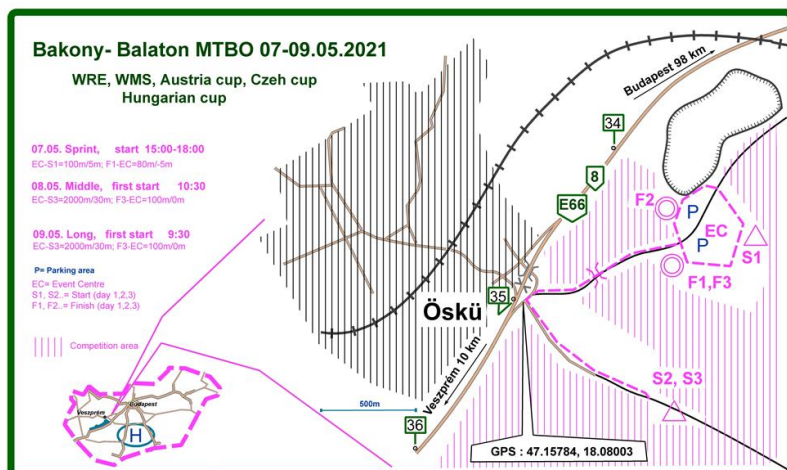 Bakony- Balaton MTBO 07-09.05.2021
WRE, WMS, Austria cup, Czeh cup
Hungarian cup
07.05. Sprint, start 15:00-18:00
EC-S1=100m/5m; F1-EC=80m/-5m
08.05. Middle, first start 10:30
EC-S3=2000m/30m; F3-EC=100m/0m
09.05. Long, first start 9:30
EC-S3=2000m/30m; F3-EC=100m/0m
P= Parking area
EC= Event Centre
S1, S2..= Start (day 1,2,3)
F1, F2..= Finish (day 1,2,3)
Competition area
Veszprém
Budapest
H
500m
Budapest 98 km
34
8
E66
F2
P
EC
P
S1
F1,F3
35
Öskü
Veszprém 10 km
S2, S3
36
GPS : 47.15784, 18.08003